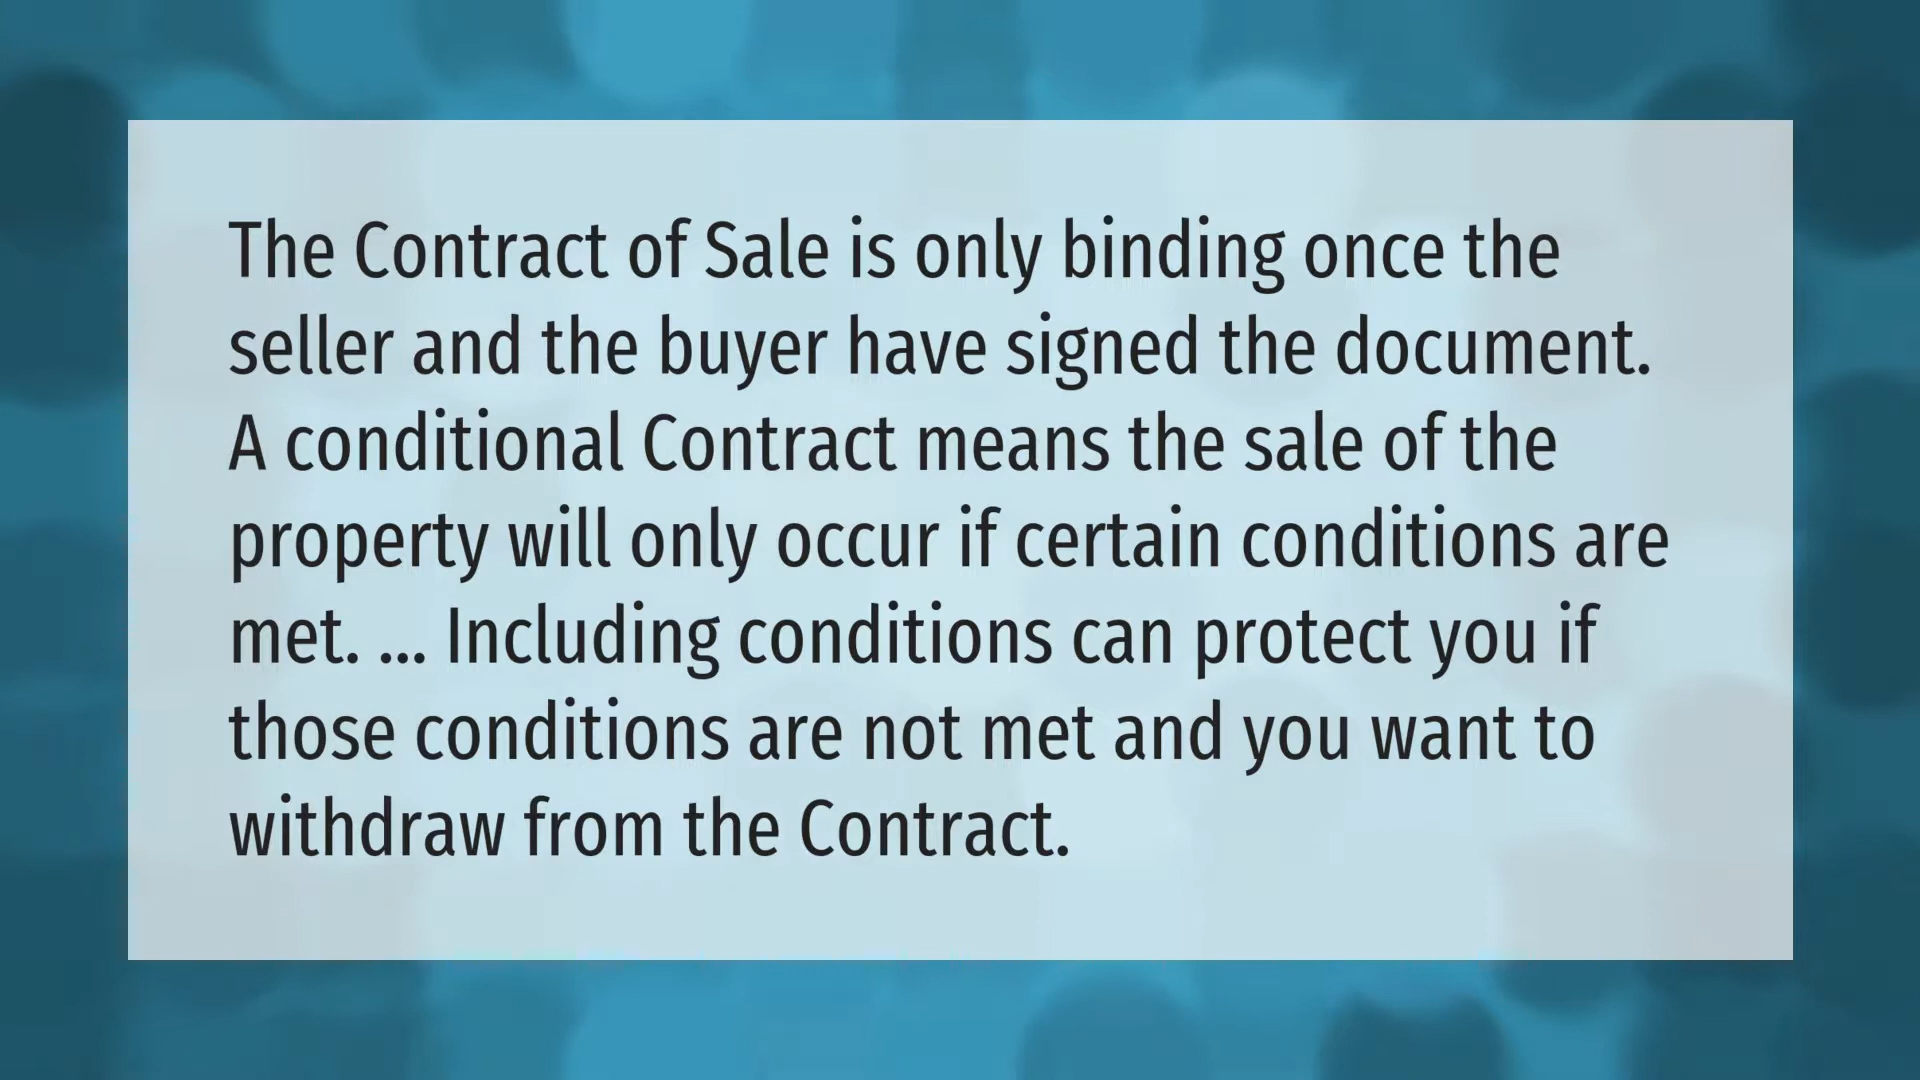 The Contract of Sale is only binding once the
seller and the buyer have signed the document.
A conditional Contract means the sale of the
property will only occur if certain conditions are
met. ... Including conditions can protect you if
those conditions are not met and you want to
withdraw from the Contract.